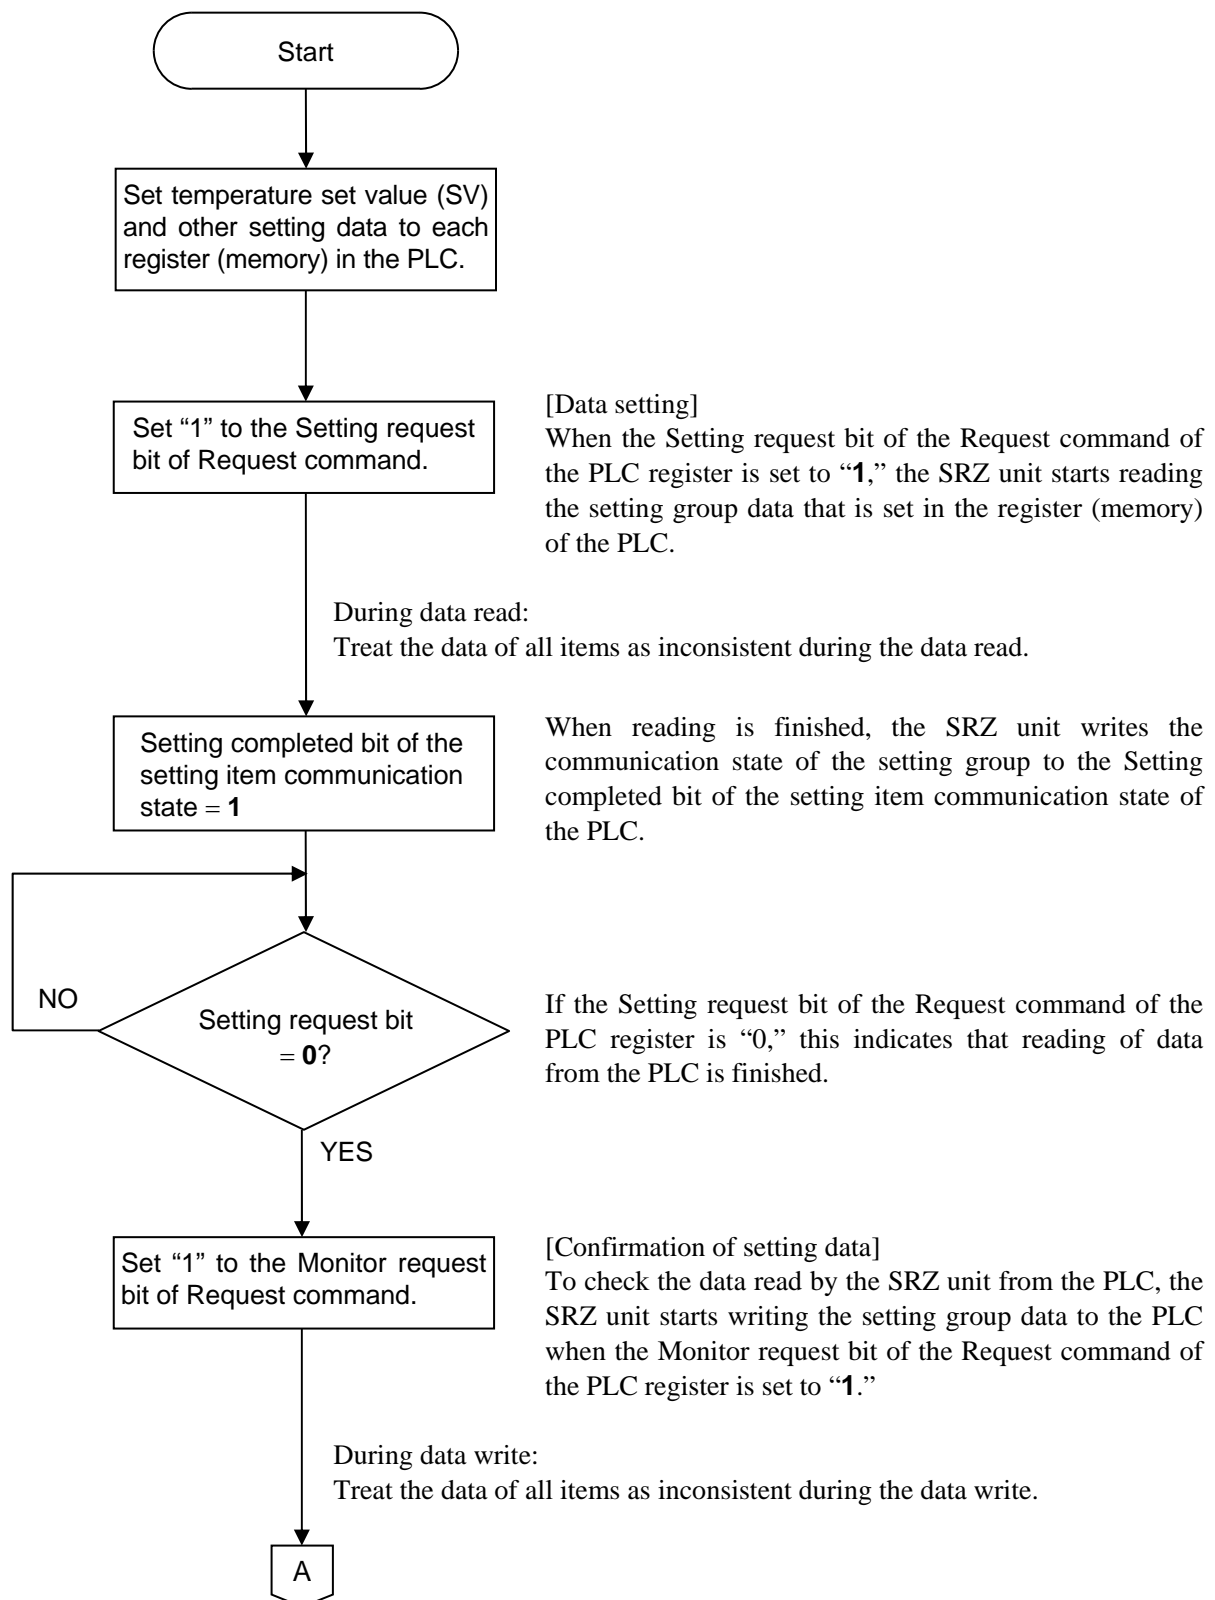 Start
Set temperature set value (SV)
and other setting data to each
register (memory) in the PLC.
Set “1” to the Setting request
bit of Request command.
[Data setting]
When the Setting request bit of the Request command of
the PLC register is set to “1,” the SRZ unit starts reading
the setting group data that is set in the register (memory)
of the PLC.
During data read:
Treat the data of all items as inconsistent during the data read.
Setting completed bit of the
setting item communication
state = 1
When reading is finished, the SRZ unit writes the
communication state of the setting group to the Setting
completed bit of the setting item communication state of
the PLC.
NO
Setting request bit
= 0?
If the Setting request bit of the Request command of the
PLC register is “0,” this indicates that reading of data
from the PLC is finished.
YES
Set “1” to the Monitor request
bit of Request command.
[Confirmation of setting data]
To check the data read by the SRZ unit from the PLC, the
SRZ unit starts writing the setting group data to the PLC
when the Monitor request bit of the Request command of
the PLC register is set to “1.”
During data write:
Treat the data of all items as inconsistent during the data write.
A